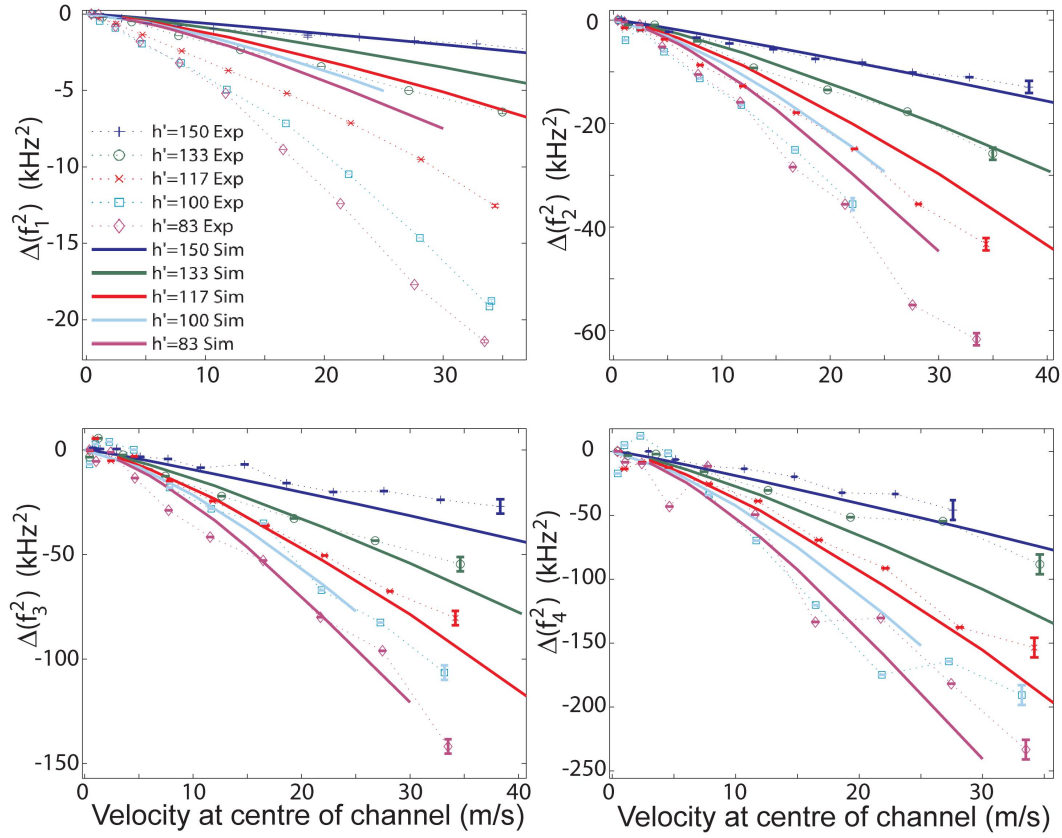 0
-5
-10
-15
-20
Δ(f₁²) (kHz²)
h'=150 Exp
h'=133 Exp
h'=117 Exp
h'=100 Exp
h'=83 Exp
h'=150 Sim
h'=133 Sim
h'=117 Sim
h'=100 Sim
h'=83 Sim
0 10 20 30
0
-20
-40
-60
Δ(f₂²) (kHz²)
0 10 20 30 40
0
-50
-100
-150
Δ(f₃²) (kHz²)
0 10 20 30 40
Velocity at centre of channel (m/s)
0
-50
-100
-150
-200
-250
Δ(f₄²) (kHz²)
0 10 20 30
Velocity at centre of channel (m/s)